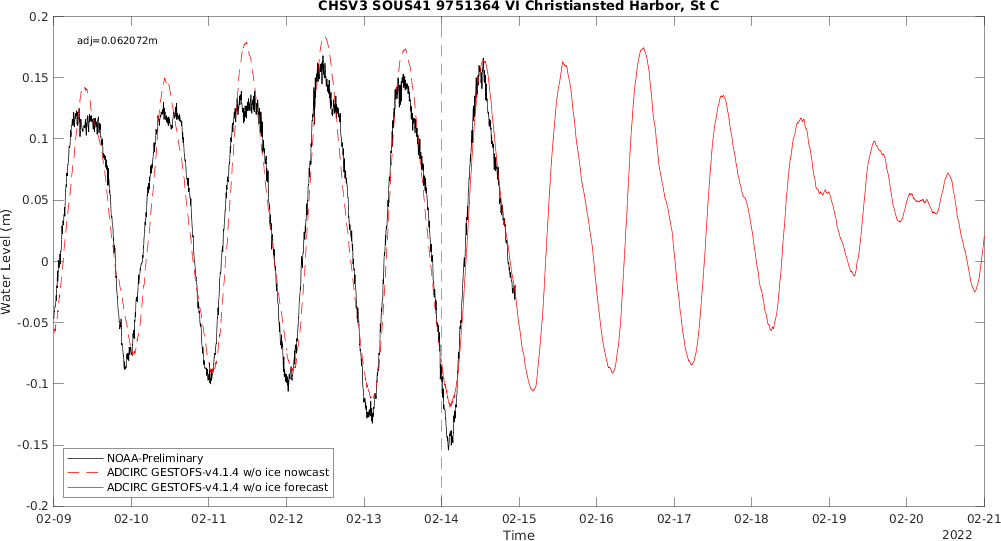 CHSV3 SOUS41 9751364 VI Christiansted Harbor, St C
adj=0.062072m
0.2
0.15
0.1
0.05
0
-0.05
-0.1
-0.15
-0.2
Water Level (m)
NOAA-Preliminary
ADCIRC GESTOFS-v4.1.4 w/o ice nowcast
ADCIRC GESTOFS-v4.1.4 w/o ice forecast
02-09 02-10 02-11 02-12 02-13 02-14 02-15 02-16 02-17 02-18 02-19 02-20 02-21
Time
2022